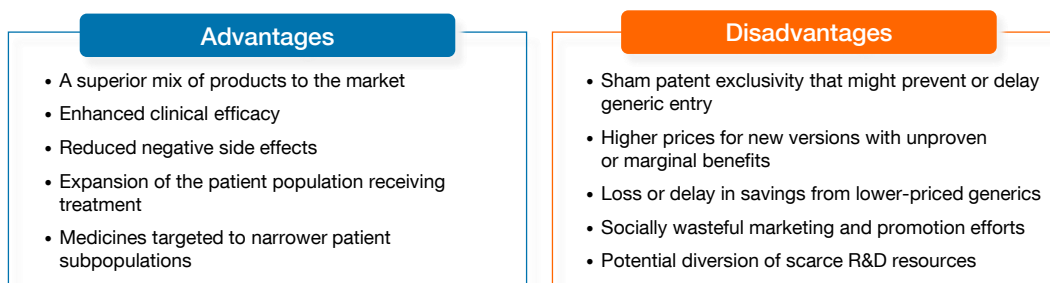 Advantages
• A superior mix of products to the market
• Enhanced clinical efficacy
• Reduced negative side effects
• Expansion of the patient population receiving
treatment
• Medicines targeted to narrower patient
subpopulations
Disadvantages
• Sham patent exclusivity that might prevent or delay
generic entry
• Higher prices for new versions with unproven
or marginal benefits
• Loss or delay in savings from lower-priced generics
• Socially wasteful marketing and promotion efforts
• Potential diversion of scarce R&D resources